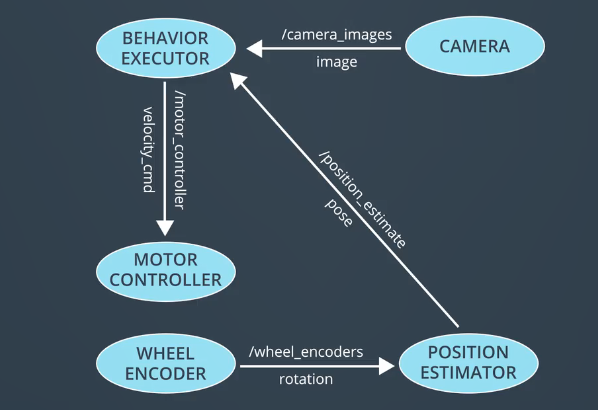 BEHAVIOR
EXECUTOR
/camera_images
image
CAMERA
/motor_controller
velocity_cmd
/position_estimate
pose
MOTOR
CONTROLLER
WHEEL
ENCODER
/wheel_encoders
rotation
POSITION
ESTIMATOR